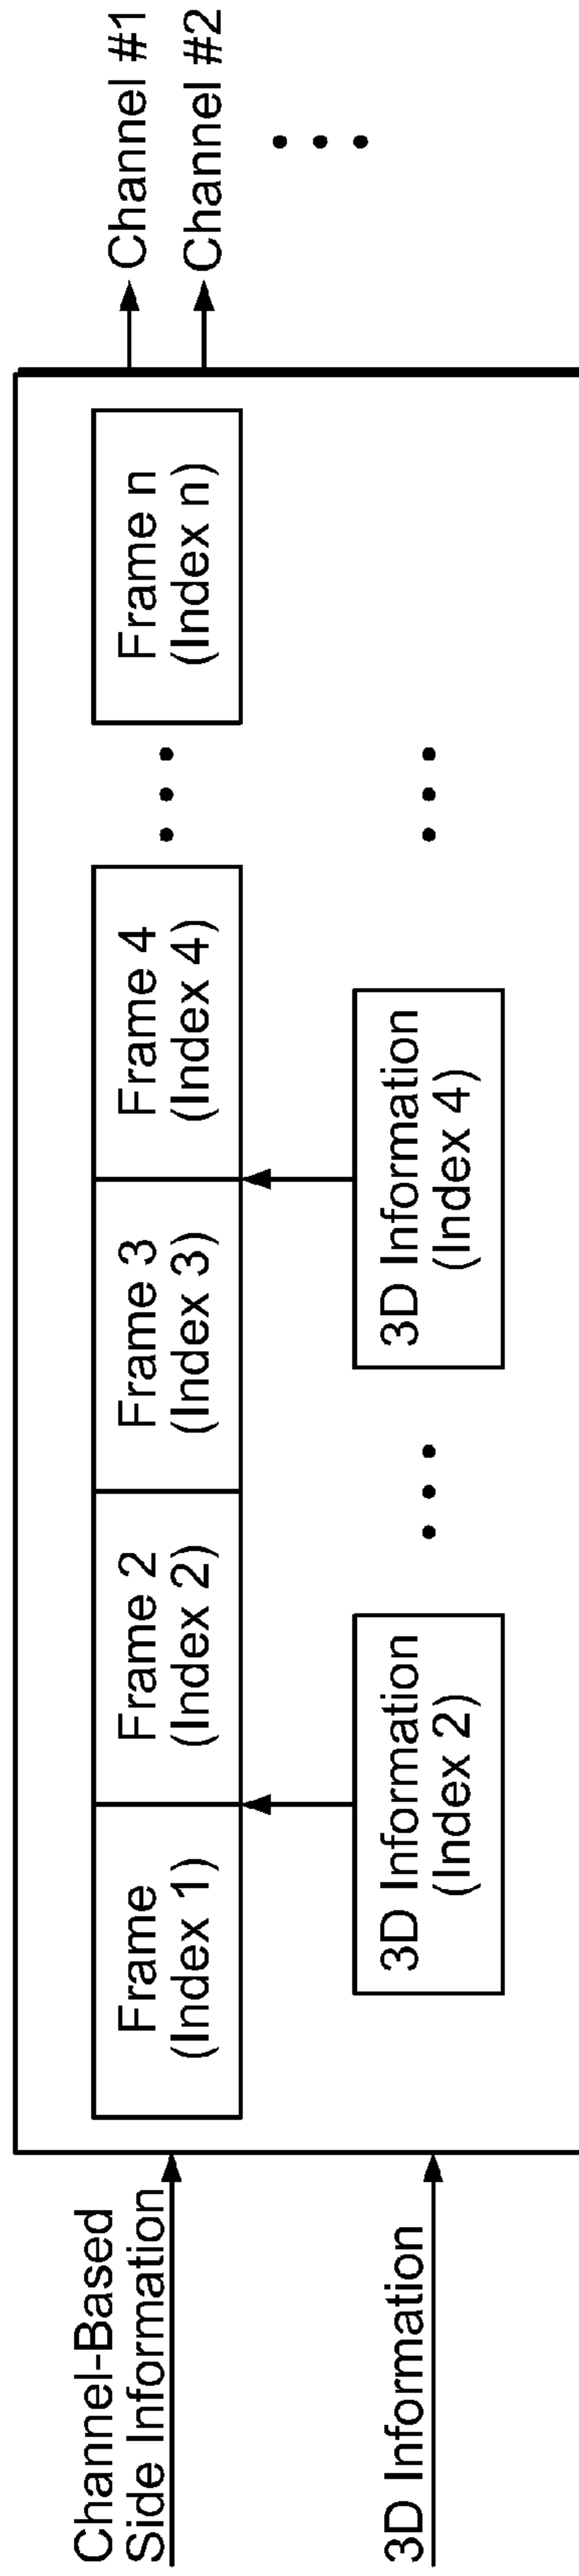 Channel-Based
Side Information
3D Information
Frame
(Index 1)
Frame 2
(Index 2)
Frame 3
(Index 3)
Frame 4
(Index 4)
• • •
Frame n
(Index n)
3D Information
(Index 2)
• • •
3D Information
(Index 4)
• • •
Channel #1
Channel #2
• • •